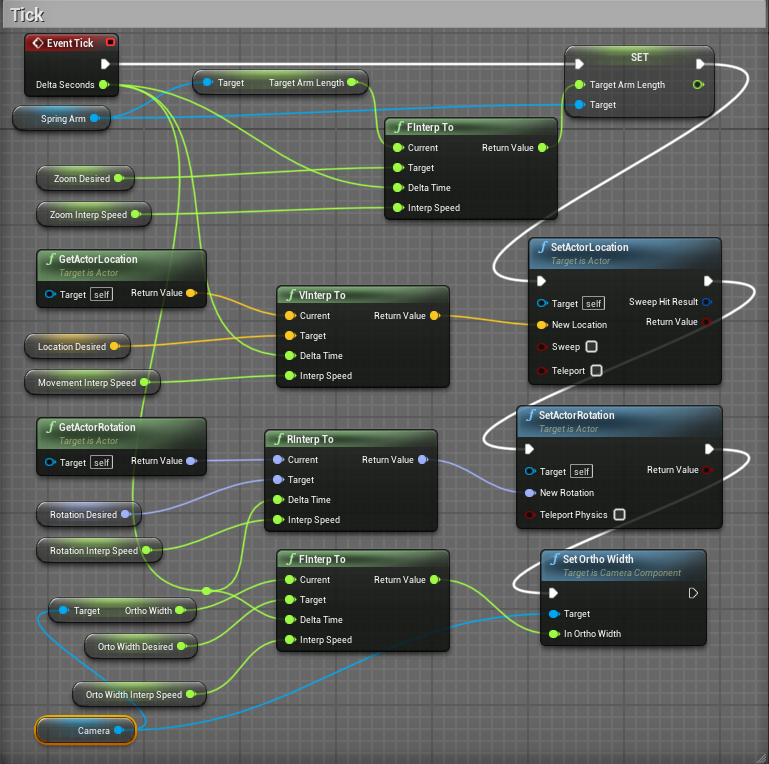 Tick
Event Tick
Delta Seconds
Spring Arm
Target Target Arm Length
SET
Target Arm Length
Target
FInterp To
Current Return Value
Target
Delta Time
Interp Speed
Zoom Desired
Zoom Interp Speed
GetActorLocation
Target is Actor
Target self Return Value
Location Desired
Movement Interp Speed
VInterp To
Current Return Value
Target
Delta Time
Interp Speed
SetActorLocation
Target is Actor
Sweep Hit Result
Target self
Return Value
New Location
Sweep
Teleport
GetActorRotation
Target is Actor
Target self Return Value
Rotation Desired
Rotation Interp Speed
RInterp To
Current Return Value
Target
Delta Time
Interp Speed
SetActorRotation
Target is Actor
Target self Return Value
New Rotation
Teleport Physics
Target Ortho Width
Orto Width Desired
Orto Width Interp Speed
Camera
FInterp To
Current Return Value
Target
Delta Time
Interp Speed
Set Ortho Width
Target is Camera Component
Target
In Ortho Width